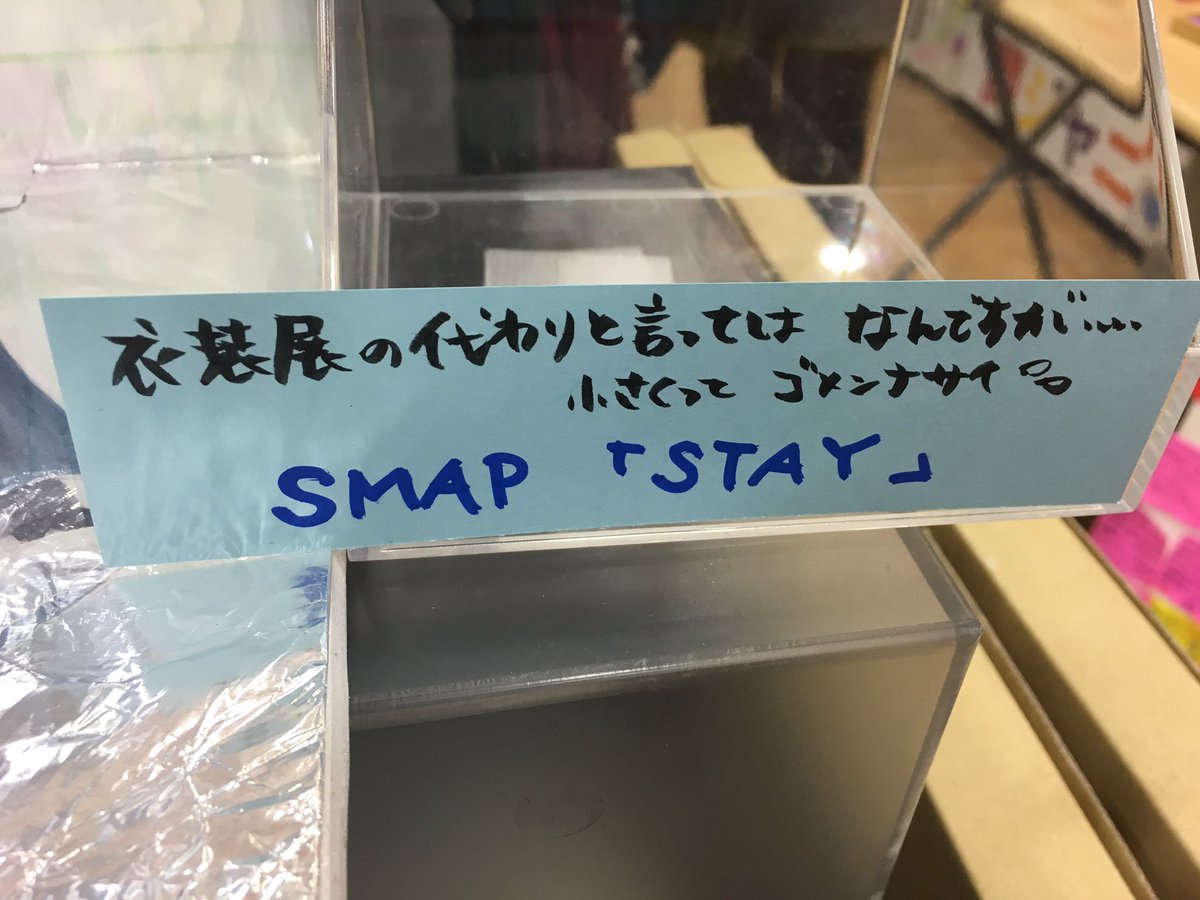 衣装展の代わりと言っては なんですが……
小さくって ゴメンナサイ。。
SMAP 「STAY」